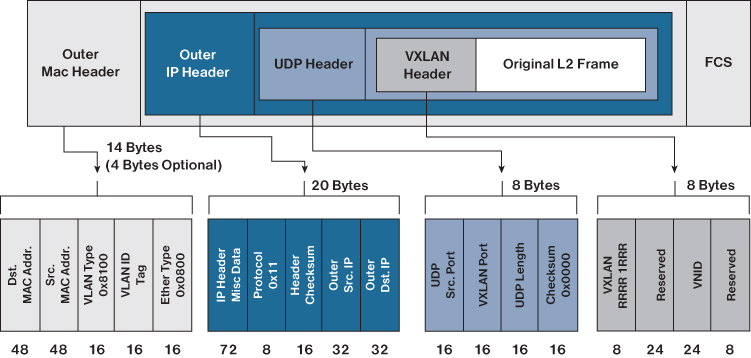 Outer
Mac Header
Outer
IP Header
UDP Header
VXLAN
Header
Original L2 Frame
FCS
14 Bytes
(4 Bytes Optional)
20 Bytes
8 Bytes
8 Bytes
Dst.
MAC Addr.
Src.
MAC Addr.
VLAN Type
0x8100
VLAN ID
Tag
Ether Type
0x0800
IP Header
Misc Data
Protocol
0x11
Header
Checksum
Outer
Src. IP
Outer
Dst. IP
UDP
Src. Port
VXLAN Port
UDP Length
Checksum
0x0000
VXLAN
RRRR 1RRR
Reserved
VNID
Reserved
48 48 16 16 16
72 8 16 32 32
16 16 16 16
8 24 24 8